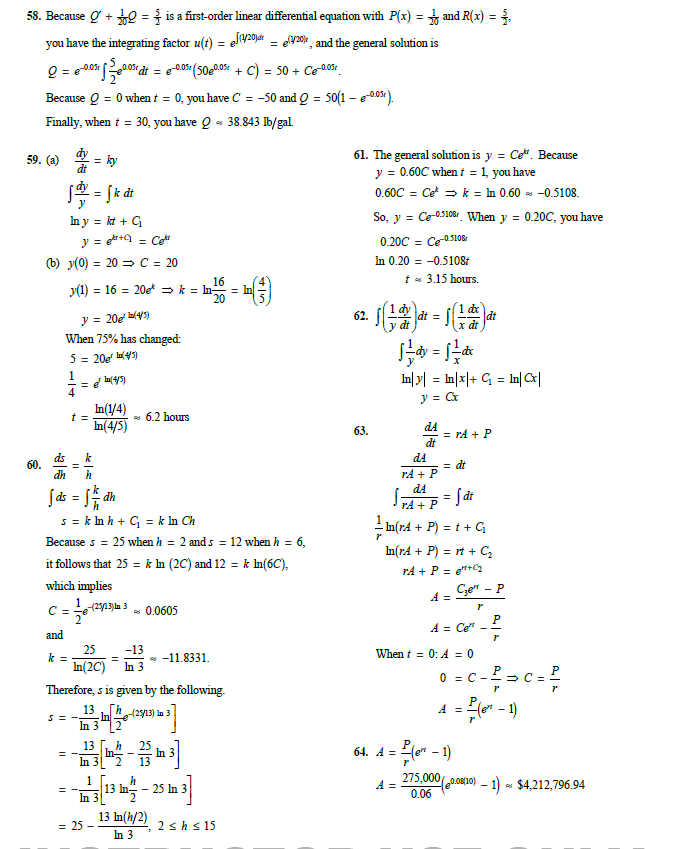 58. Because Q' + 1/20 Q = 5/2 is a first-order linear differential equation with P(x) = 1/20 and R(x) = 5/2,
you have the integrating factor u(t) = e^(∫(1/20)dt) = e^((1/20)t), and the general solution is
Q = e^(-0.05t) ∫ 5/2 e^(0.05t) dt = e^(-0.05t)(50e^(0.05t) + C) = 50 + Ce^(-0.05t).
Because Q = 0 when t = 0, you have C = -50 and Q = 50(1 - e^(-0.05t)).
Finally, when t = 30, you have Q ≈ 38.843 lb/gal.
59. (a) dy/dt = ky
∫ dy/y = ∫ k dt
ln y = kt + C₁
y = e^(kt+C₁) = Ce^(kt)
(b) y(0) = 20 ⇒ C = 20
y(1) = 16 = 20e^k ⇒ k = ln 16/20 = ln(4/5)
y = 20e^(t ln(4/5))
When 75% has changed:
5 = 20e^(t ln(4/5))
1/4 = e^(t ln(4/5))
t = ln(1/4)/ln(4/5) ≈ 6.2 hours
60. ds/dh = k/h
∫ ds = ∫ k/h dh
s = k ln h + C₁ = k ln Ch
Because s = 25 when h = 2 and s = 12 when h = 6,
it follows that 25 = k ln (2C) and 12 = k ln(6C),
which implies
C = 1/2 e^(-(25/13)ln 3) ≈ 0.0605
and
k = 25/ln(2C) = -13/ln 3 ≈ -11.8331.
Therefore, s is given by the following.
s = -13/ln 3 ln[h/2 e^(-(25/13) ln 3)]
= -13/ln 3 [ln h/2 - 25/13 ln 3]
= -1/ln 3 [13 ln h/2 - 25 ln 3]
= 25 - 13 ln(h/2)/ln 3, 2 ≤ h ≤ 15
61. The general solution is y = Ce^(kt). Because
y = 0.60C when t = 1, you have
0.60C = Ce^k ⇒ k = ln 0.60 ≈ -0.5108.
So, y = Ce^(-0.5108t). When y = 0.20C, you have
0.20C = Ce^(-0.5108t)
ln 0.20 = -0.5108t
t ≈ 3.15 hours.
62. ∫(1/y dy/dt)dt = ∫(1/x dx/dt)dt
∫ 1/y dy = ∫ 1/x dx
ln|y| = ln|x| + C₁ = ln|Cx|
y = Cx
63. dA/dt = rA + P
dA/(rA + P) = dt
∫ dA/(rA + P) = ∫ dt
1/r ln(rA + P) = t + C₁
ln(rA + P) = rt + C₂
rA + P = e^(rt+C₂)
A = (C₃e^(rt) - P)/r
A = Ce^(rt) - P/r
When t = 0: A = 0
0 = C - P/r ⇒ C = P/r
A = P/r(e^(rt) - 1)
64. A = P/r(e^(rt) - 1)
A = 275,000/0.06 (e^(0.08(10)) - 1) ≈ $4,212,796.94